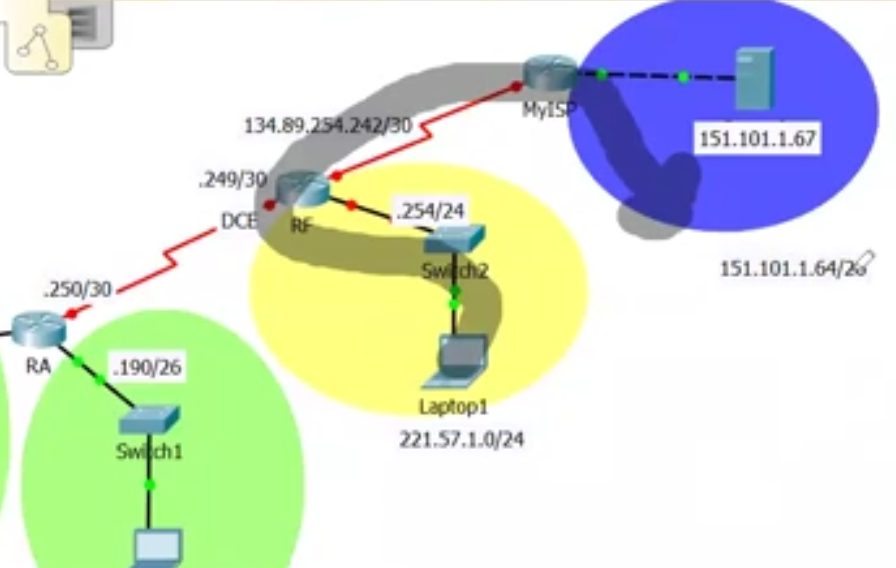 MyISP
134.89.254.242/30
151.101.1.67
.249/30
.254/24
DCE
RF
Switch2
151.101.1.64/26
.250/30
RA
.190/26
Laptop1
221.57.1.0/24
Switch1